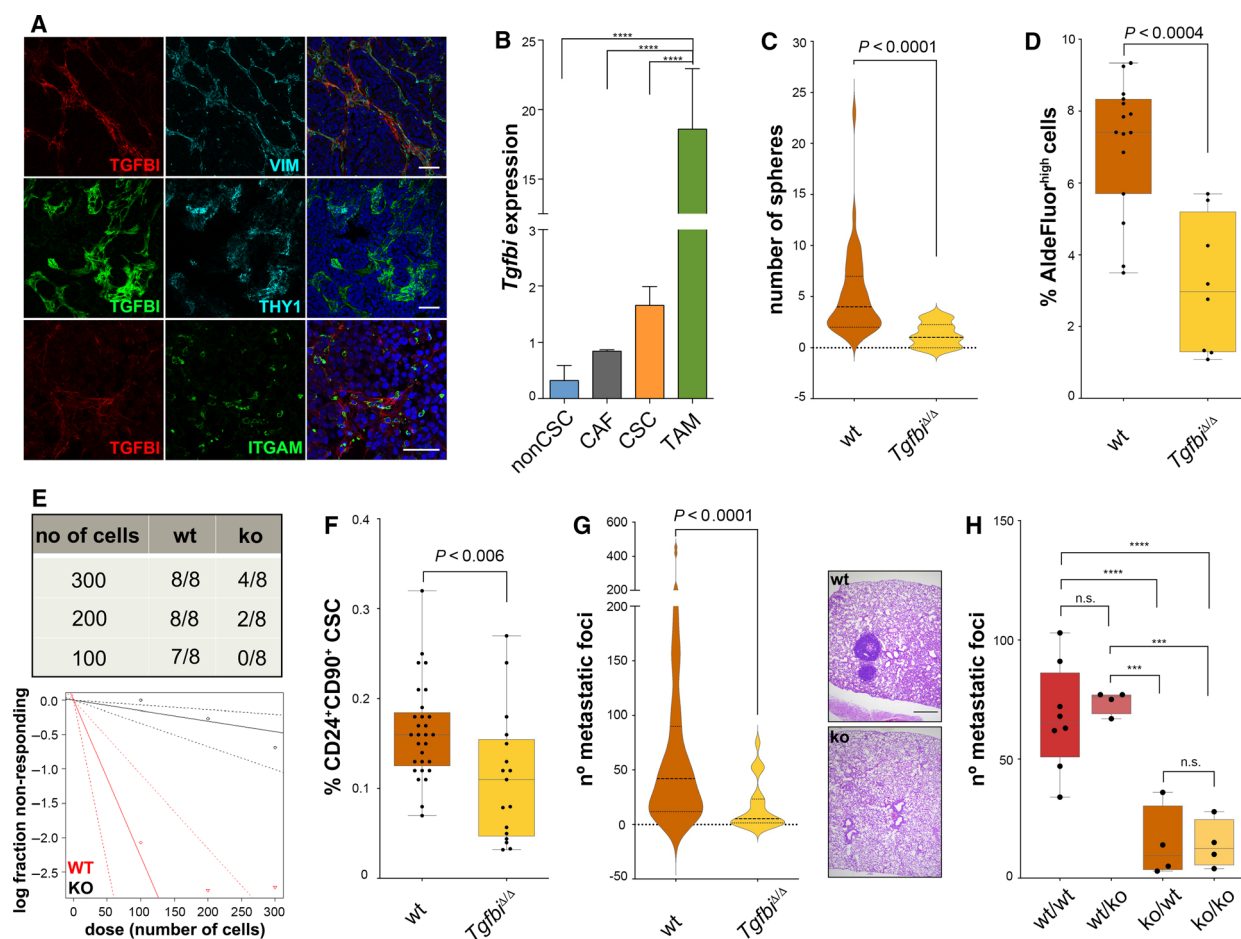 A
TGFBI
VIM
TGFBI
THY1
TGFBI
ITGAM
B
Tgfbi expression
25
20
15
3
2
1
0
****
****
****
nonCSC
CAF
CSC
TAM
C
number of spheres
P < 0.0001
30
25
20
15
10
5
0
-5
wt
TgfbiΔ/Δ
D
% AldeFluorhigh cells
P < 0.0004
10
8
6
4
2
0
wt
TgfbiΔ/Δ
E
no of cells wt ko
300 8/8 4/8
200 8/8 2/8
100 7/8 0/8
log fraction non-responding
0.0
–0.5
–1.0
–1.5
–2.0
–2.5
WT
KO
0 50 100 150 200 250 300
dose (number of cells)
F
% CD24+CD90+ CSC
P < 0.006
0.4
0.3
0.2
0.1
0
wt
TgfbiΔ/Δ
G
nº metastatic foci
P < 0.0001
600
400
200
200
150
100
50
0
-50
wt
TgfbiΔ/Δ
wt
ko
H
nº metastatic foci
150
100
50
0
****
****
n.s.
***
***
n.s.
wt/wt
wt/ko
ko/wt
ko/ko